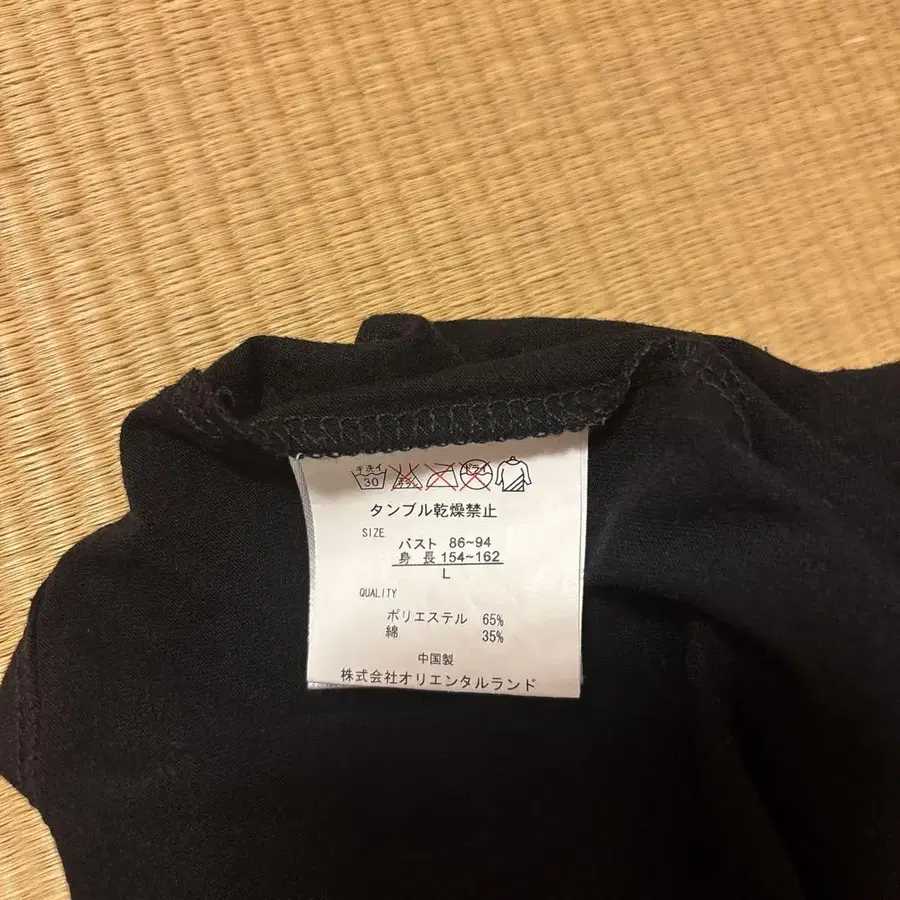 手洗イ ドライ
30
タンブル乾燥禁止
SIZE
バスト 86~94
身長 154~162
L
QUALITY
ポリエステル 65%
綿 35%
中国製
株式会社オリエンタルランド